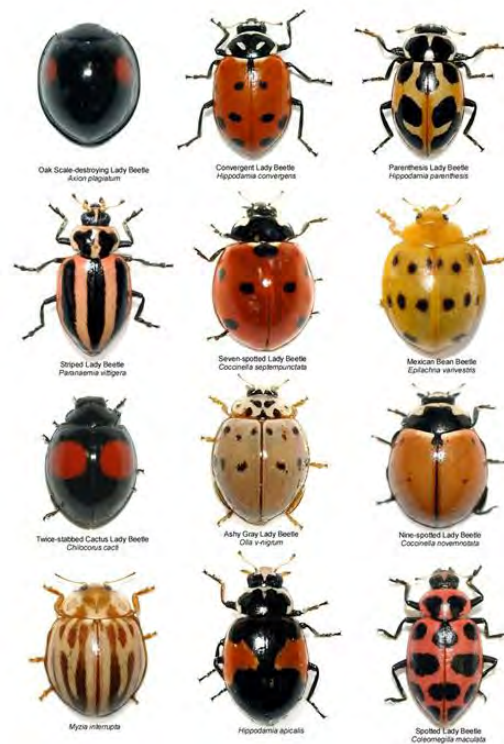 Oak Scale-destroying Lady Beetle
Axion plagiatum
Convergent Lady Beetle
Hippodamia convergens
Parenthesis Lady Beetle
Hippodamia parenthesis
Striped Lady Beetle
Paranaemia vittigera
Seven-spotted Lady Beetle
Coccinella septempunctata
Mexican Bean Beetle
Epilachna varivestris
Twice-stabbed Cactus Lady Beetle
Chilocorus cacti
Ashy Gray Lady Beetle
Olla v-nigrum
Nine-spotted Lady Beetle
Coccinella novemnotata
Myzia interrupta
Hippodamia apicalis
Spotted Lady Beetle
Coleomegilla maculata